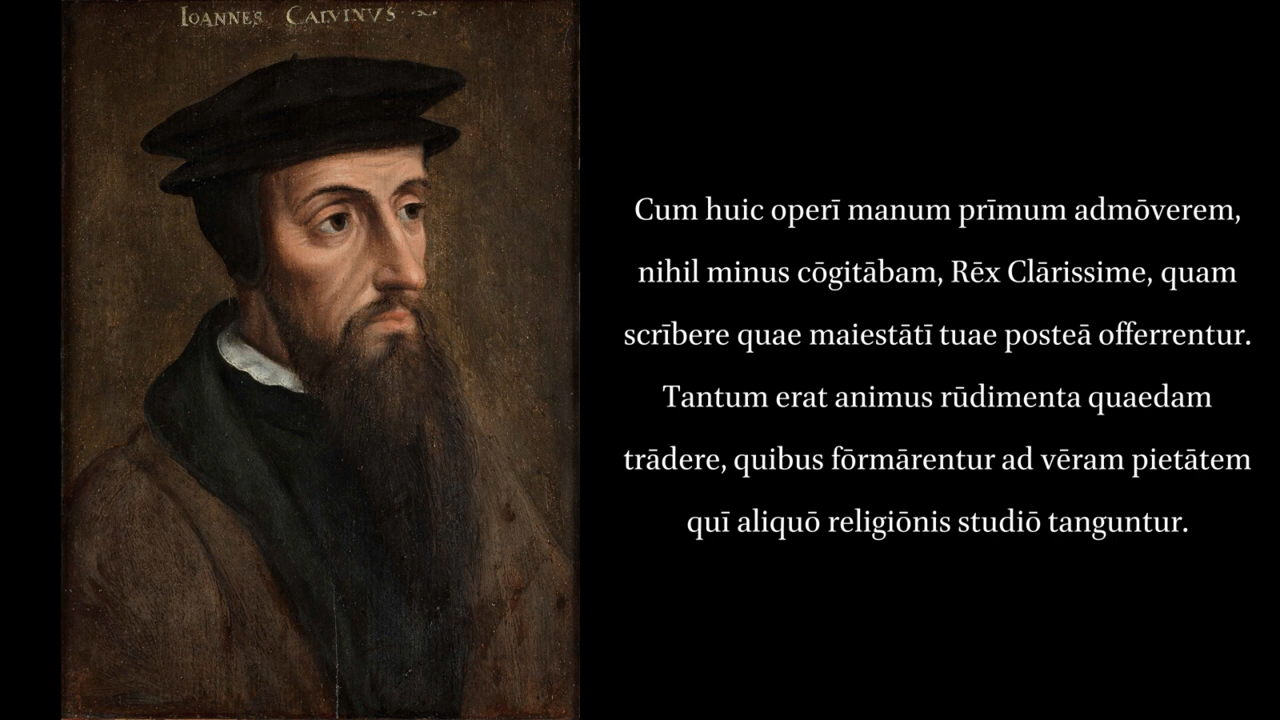 IOANNES CALVINVS
Cum huic operī manum prīmum admōverem,
nihil minus cōgitābam, Rēx Clārissime, quam
scrībere quae maiestātī tuae posteā offerrentur.
Tantum erat animus rūdimenta quaedam
trādere, quibus fōrmārentur ad vēram pietātem
quī aliquō religiōnis studiō tanguntur.